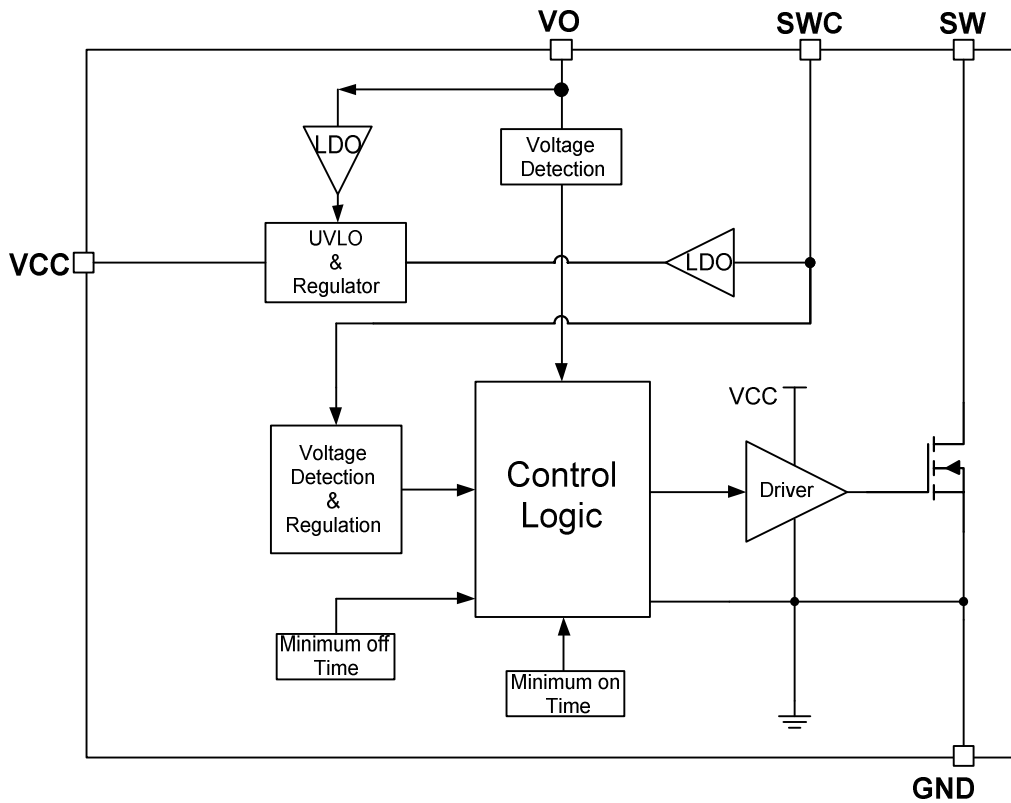 VO
SWC
SW
LDO
Voltage
Detection
VCC
UVLO
&
Regulator
LDO
VCC
Voltage
Detection
&
Regulation
Control
Logic
Driver
Minimum off
Time
Minimum on
Time
GND